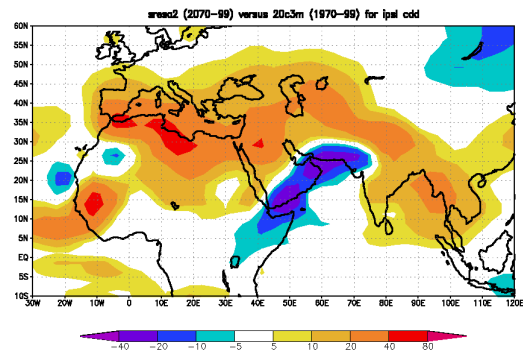 sresa2 (2070-99) versus 20c3m (1970-99) for ipsl cdd
60N
55N
50N
45N
40N
35N
30N
25N
20N
15N
10N
5N
EQ
5S
10S
30W 20W 10W 0 10E 20E 30E 40E 50E 60E 70E 80E 90E 100E 110E 120E
-40 -20 -10 -5 5 10 20 40 80